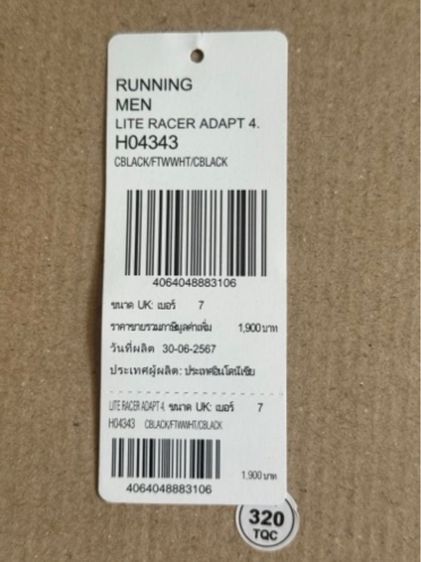 RUNNING
MEN
LITE RACER ADAPT 4.
H04343
CBLACK/FTWWHT/CBLACK
4064048883106
ขนาด UK: เบอร์ 7
ราคาขายรวมภาษีมูลค่าเพิ่ม 1,900 บาท
วันที่ผลิต 30-06-2567
ประเทศผู้ผลิต: ประเทศอินโดนีเซีย
LITE RACER ADAPT 4. ขนาด UK: เบอร์ 7
H04343 CBLACK/FTWWHT/CBLACK
4064048883106
1,900 บาท
320
TQC